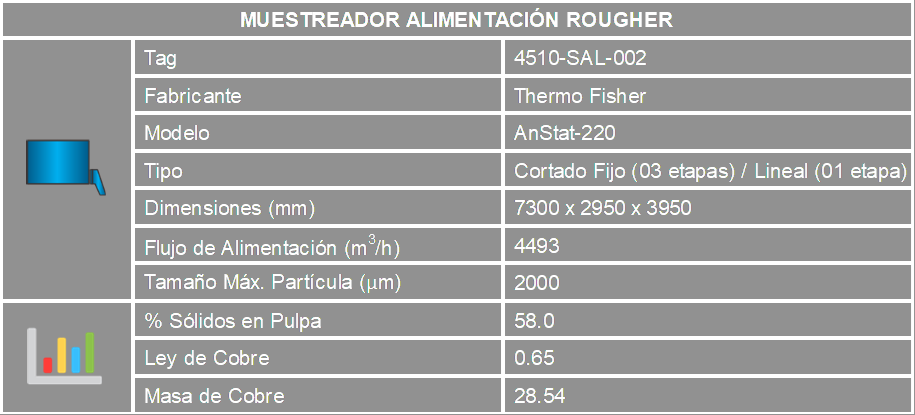 MUESTREADOR ALIMENTACIÓN ROUGHER
Tag 4510-SAL-002
Fabricante Thermo Fisher
Modelo AnStat-220
Tipo Cortado Fijo (03 etapas) / Lineal (01 etapa)
Dimensiones (mm) 7300 x 2950 x 3950
Flujo de Alimentación (m³/h) 4493
Tamaño Máx. Partícula (µm) 2000
% Sólidos en Pulpa 58.0
Ley de Cobre 0.65
Masa de Cobre 28.54